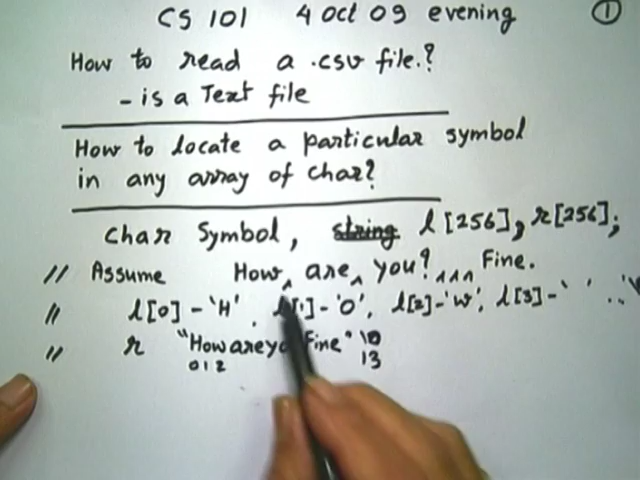 CS 101 4 Oct 09 evening ①
How to read a .csv file.?
- is a Text file
How to locate a particular symbol
in any array of char?
char Symbol, string l[256], r[256];
// Assume How ^ are ^ you? ^^^ Fine.
// l[0] - 'H'. l[1] - 'O', l[2] - 'w', l[3] - ' ' ..
// r "Howareyo Fine" \0
0 1 2 13